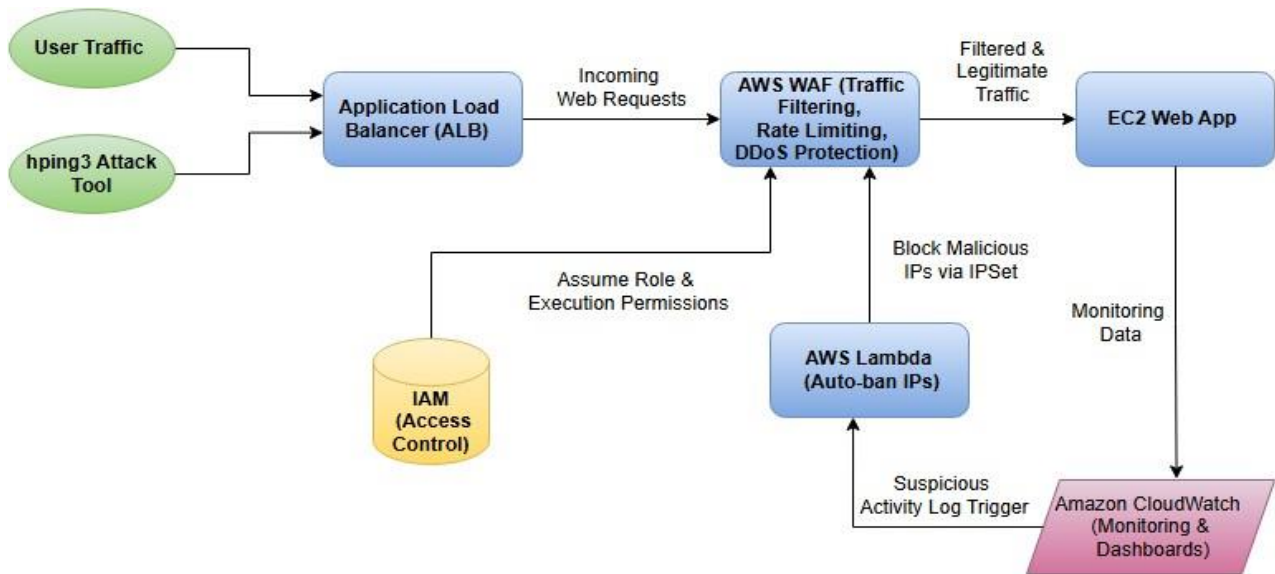 User Traffic
hping3 Attack
Tool
Application Load
Balancer (ALB)
Incoming
Web Requests
AWS WAF (Traffic
Filtering,
Rate Limiting,
DDoS Protection)
Filtered &
Legitimate
Traffic
EC2 Web App
Assume Role &
Execution Permissions
Block Malicious
IPs via IPSet
Monitoring
Data
IAM
(Access
Control)
AWS Lambda
(Auto-ban IPs)
Suspicious
Activity Log Trigger
Amazon CloudWatch
(Monitoring &
Dashboards)